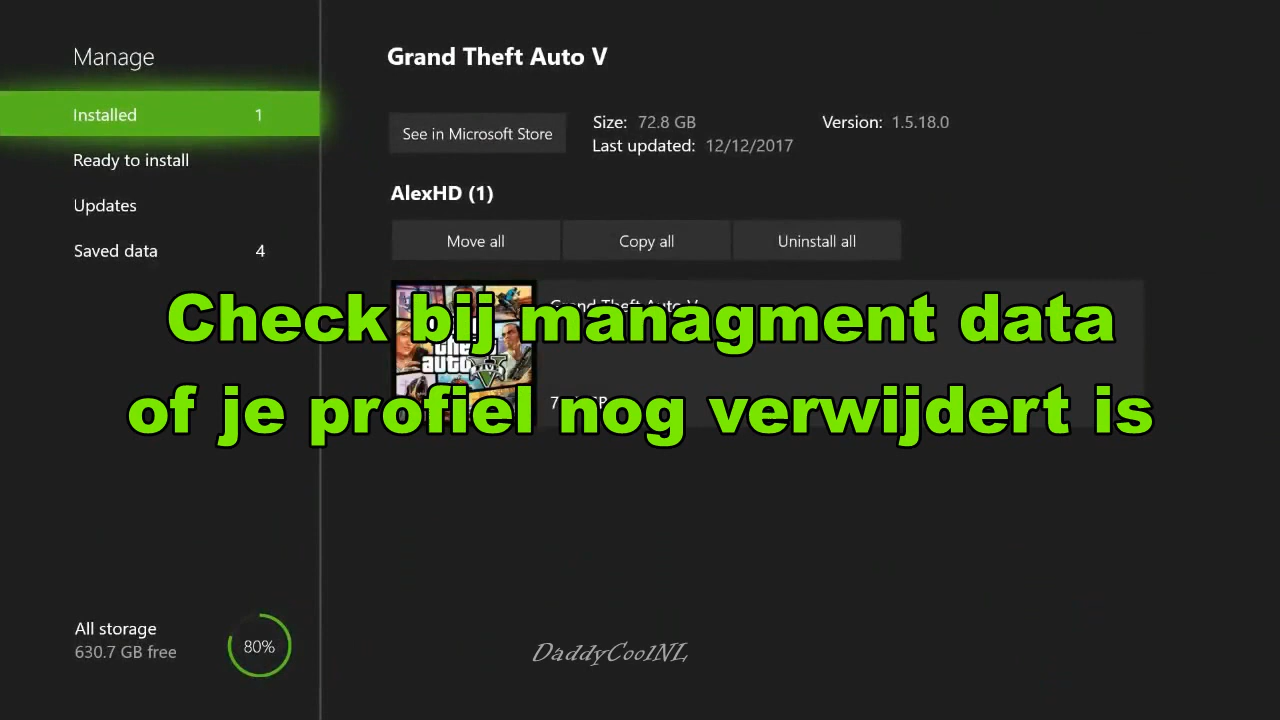 Manage
Installed 1
Ready to install
Updates
Saved data 4
All storage
630.7 GB free
80%
Grand Theft Auto V
See in Microsoft Store
Size: 72.8 GB
Version: 1.5.18.0
Last updated: 12/12/2017
AlexHD (1)
Move all
Copy all
Uninstall all
Grand Theft Auto V
Check bij managment data
of je profiel nog verwijdert is
DaddyCoolNL